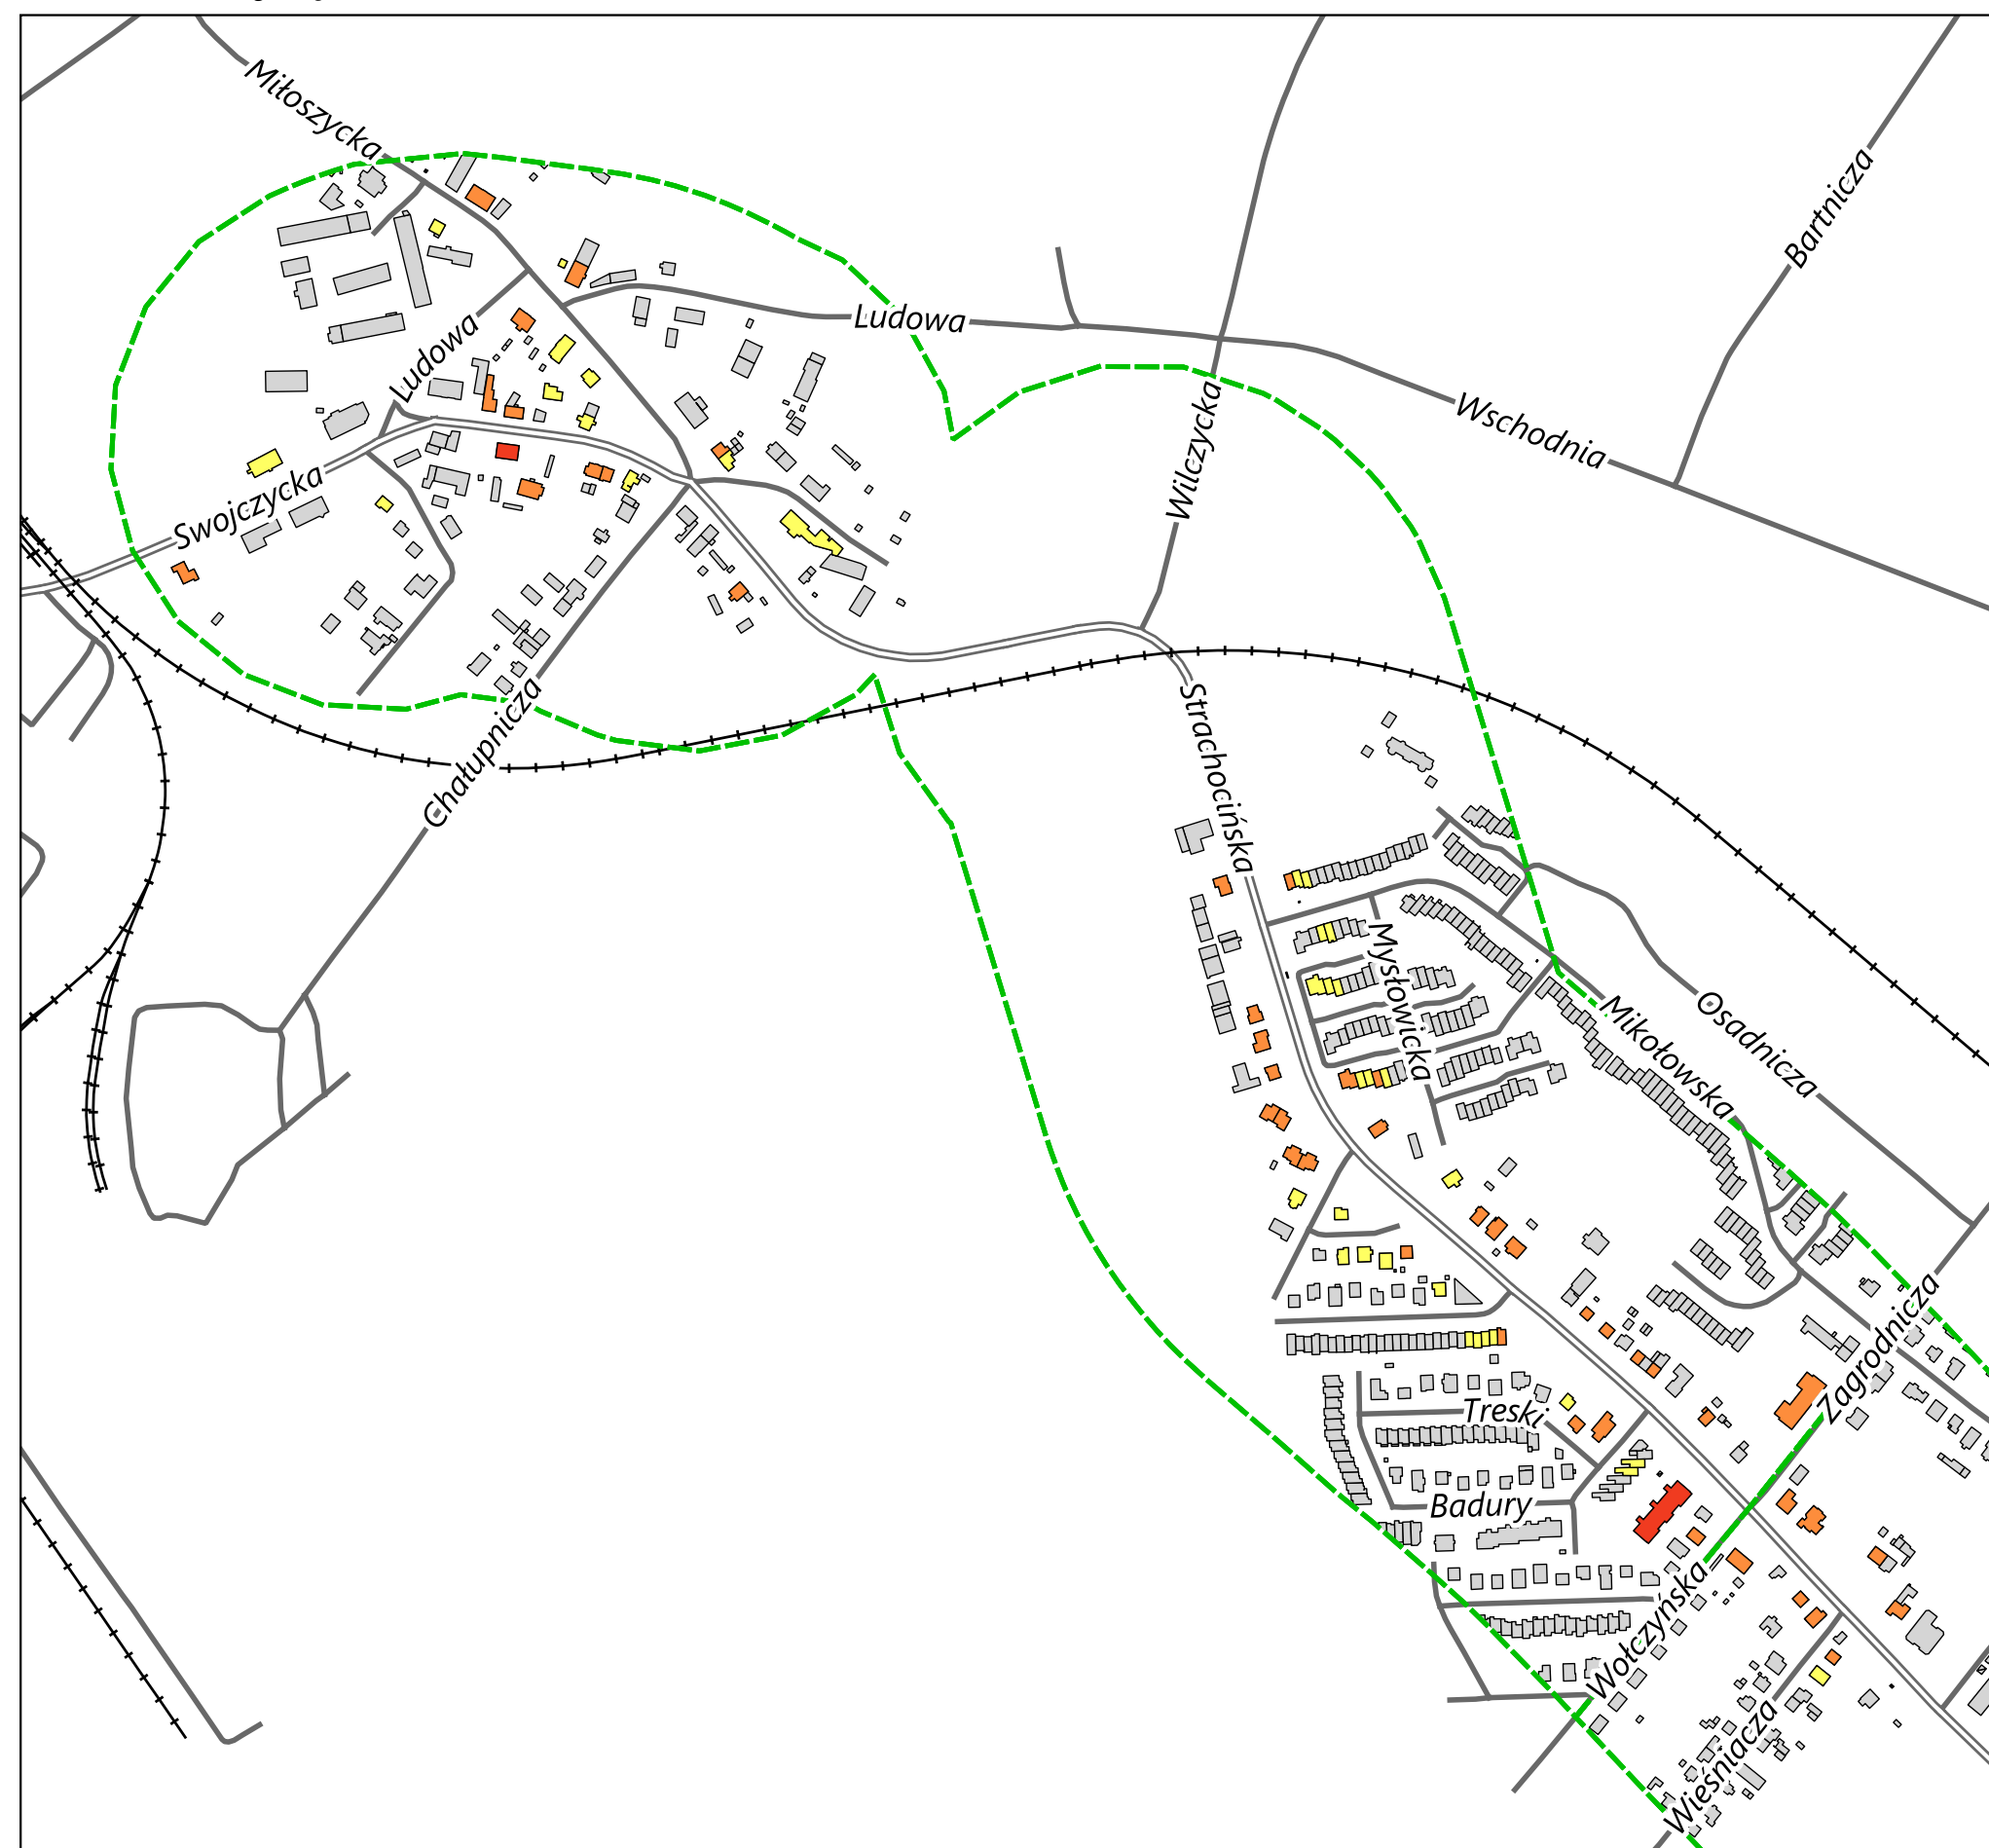 Miłoszycka
Bartnicza
Ludowa
Ludowa
Wschodnia
Wilczycka
Swojczycka
Chałupnicza
Strachocińska
Mysłowicka
Mikołowska
Osadnicza
Zagrodnicza
Treski
Badury
Wołczyńska
Wieśniacza